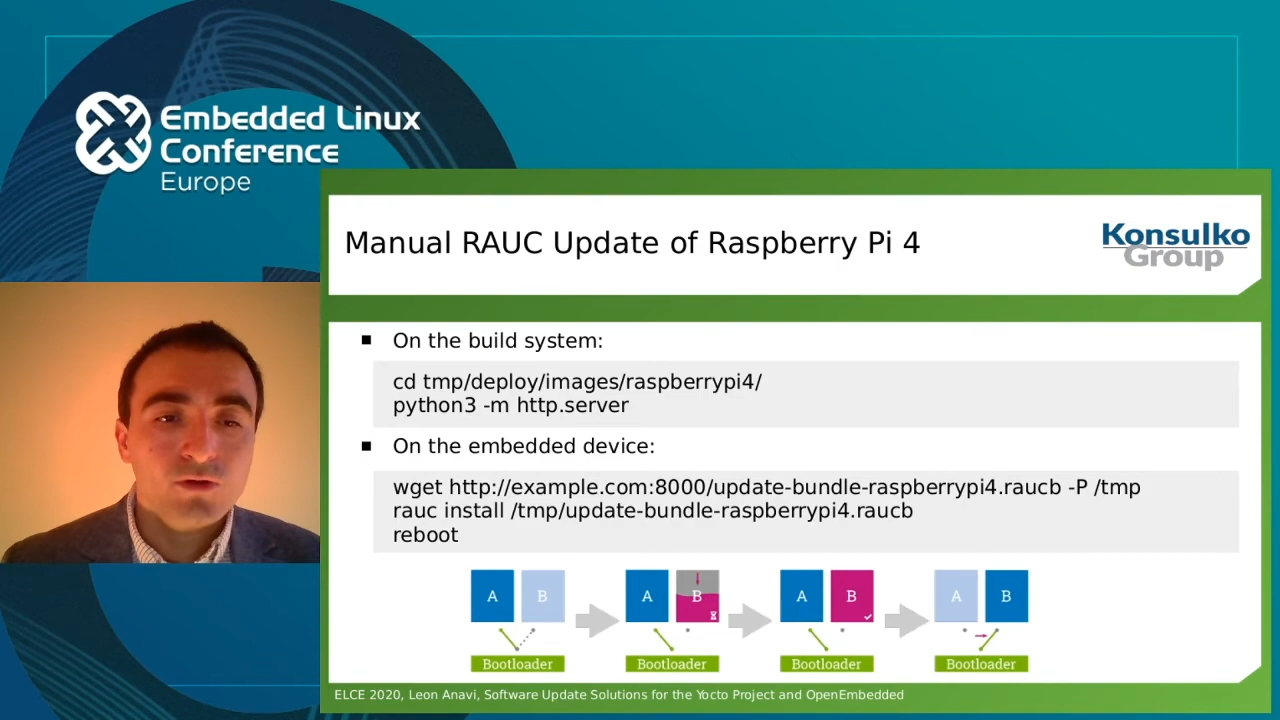 Embedded Linux
Conference
Europe
Manual RAUC Update of Raspberry Pi 4
Konsulko
Group
■ On the build system:
cd tmp/deploy/images/raspberrypi4/
python3 -m http.server
■ On the embedded device:
wget http://example.com:8000/update-bundle-raspberrypi4.raucb -P /tmp
rauc install /tmp/update-bundle-raspberrypi4.raucb
reboot
A B A B A B A B
Bootloader Bootloader Bootloader Bootloader
ELCE 2020, Leon Anavi, Software Update Solutions for the Yocto Project and OpenEmbedded